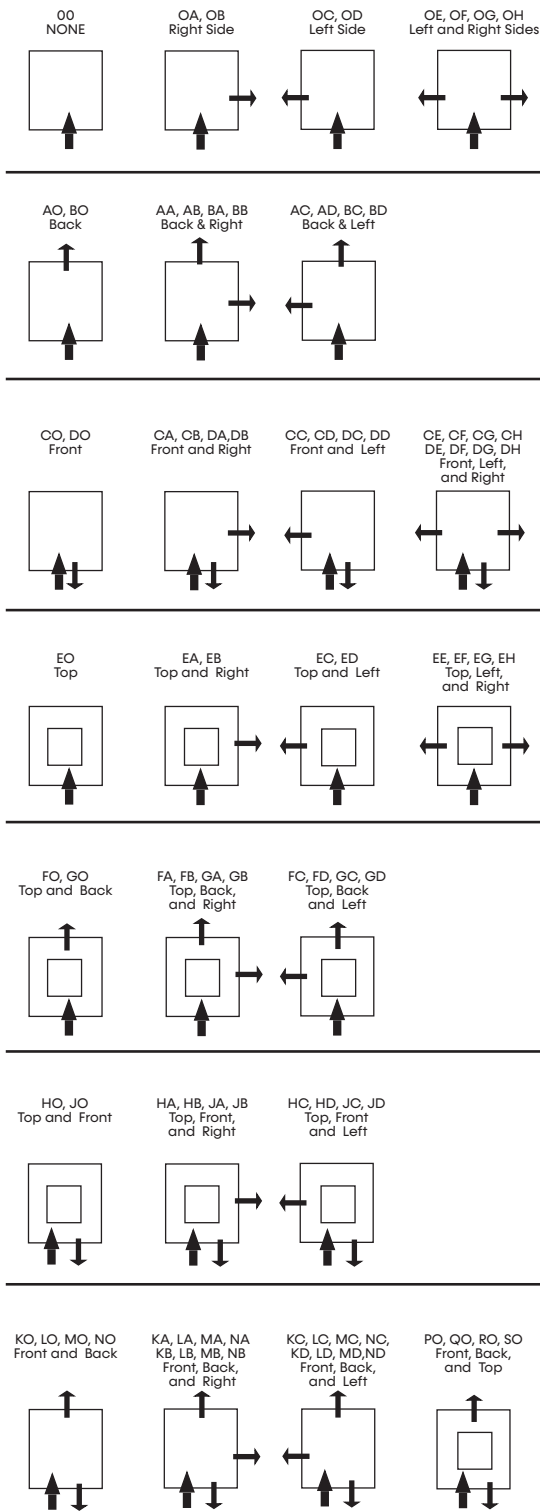 00
NONE
OA, OB
Right Side
OC, OD
Left Side
OE, OF, OG, OH
Left and Right Sides
AO, BO
Back
AA, AB, BA, BB
Back & Right
AC, AD, BC, BD
Back & Left
CO, DO
Front
CA, CB, DA,DB
Front and Right
CC, CD, DC, DD
Front and Left
CE, CF, CG, CH
DE, DF, DG, DH
Front, Left,
and Right
EO
Top
EA, EB
Top and Right
EC, ED
Top and Left
EE, EF, EG, EH
Top, Left,
and Right
FO, GO
Top and Back
FA, FB, GA, GB
Top, Back,
and Right
FC, FD, GC, GD
Top, Back
and Left
HO, JO
Top and Front
HA, HB, JA, JB
Top, Front,
and Right
HC, HD, JC, JD
Top, Front
and Left
KO, LO, MO, NO
Front and Back
KA, LA, MA, NA
KB, LB, MB, NB
Front, Back,
and Right
KC, LC, MC, NC,
KD, LD, MD,ND
Front, Back,
and Left
PO, QO, RO, SO
Front, Back,
and Top